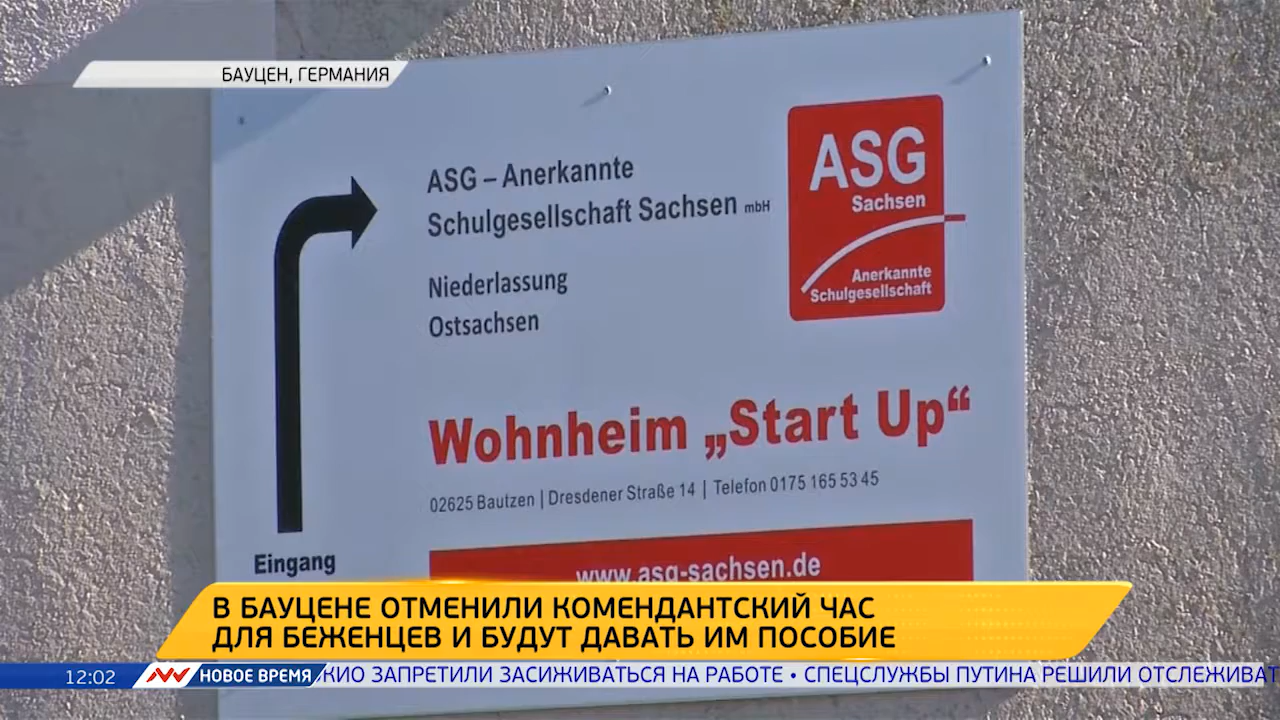 БАУЦЕН, ГЕРМАНИЯ
ASG – Anerkannte
Schulgesellschaft Sachsen mbH
Niederlassung
Ostsachsen
ASG
Sachsen
Anerkannte
Schulgesellschaft
Wohnheim „Start Up“
02625 Bautzen | Dresdener Straße 14 | Telefon 0175 165 53 45
Eingang
www.asg-sachsen.de
В БАУЦЕНЕ ОТМЕНИЛИ КОМЕНДАНТСКИЙ ЧАС
ДЛЯ БЕЖЕНЦЕВ И БУДУТ ДАВАТЬ ИМ ПОСОБИЕ
12:02 НОВОЕ ВРЕМЯ ЗАПРЕТИЛИ ЗАСИЖИВАТЬСЯ НА РАБОТЕ • СПЕЦСЛУЖБЫ ПУТИНА РЕШИЛИ